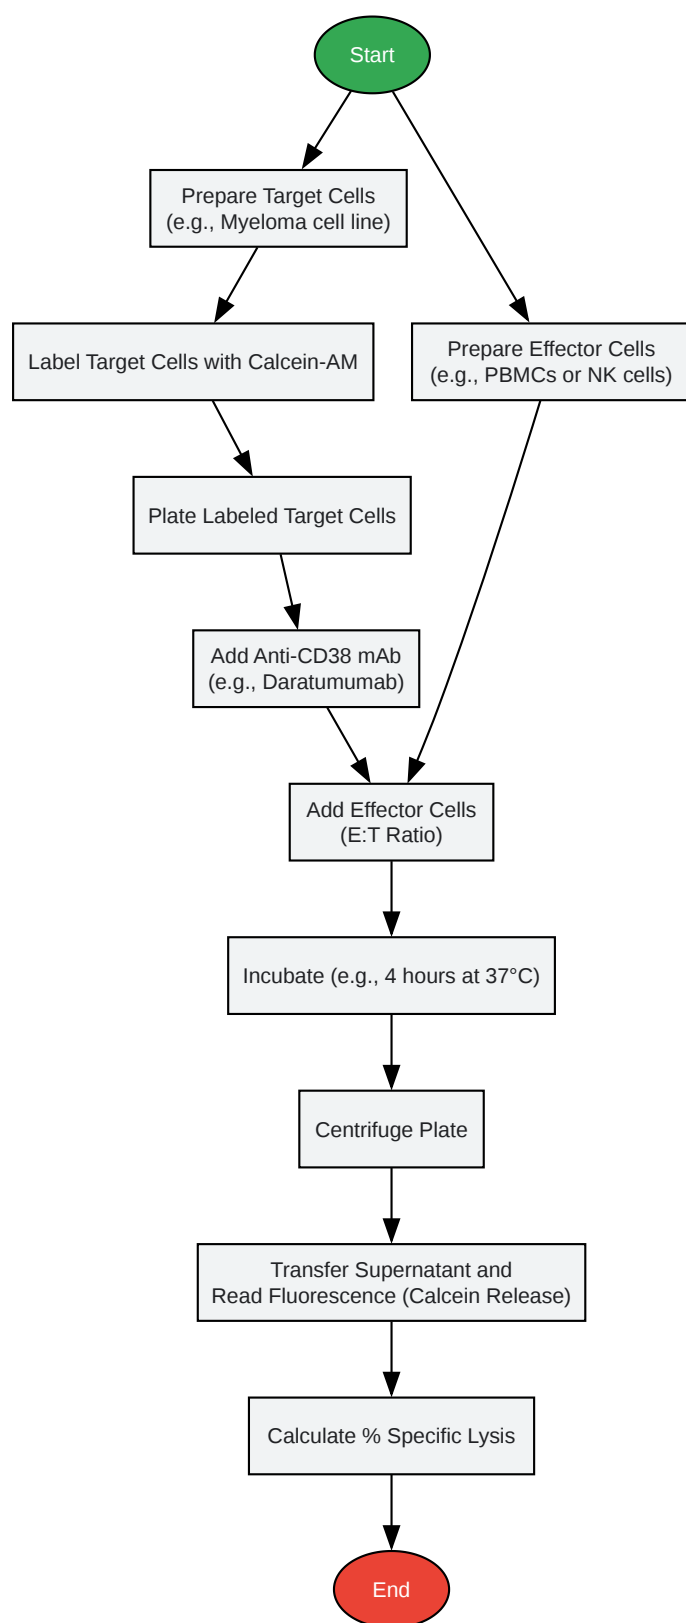 Start
Prepare Target Cells
(e.g., Myeloma cell line)
Label Target Cells with Calcein-AM
Prepare Effector Cells
(e.g., PBMCs or NK cells)
Plate Labeled Target Cells
Add Anti-CD38 mAb
(e.g., Daratumumab)
Add Effector Cells
(E:T Ratio)
Incubate (e.g., 4 hours at 37°C)
Centrifuge Plate
Transfer Supernatant and
Read Fluorescence (Calcein Release)
Calculate % Specific Lysis
End